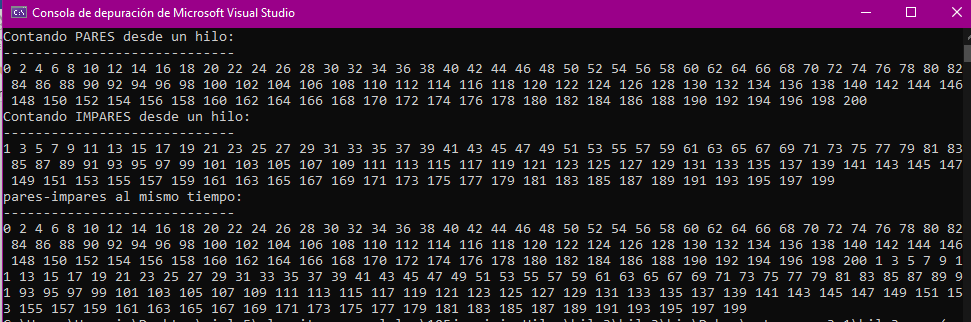 Consola de depuración de Microsoft Visual Studio
Contando PARES desde un hilo:
-----------------------------
0 2 4 6 8 10 12 14 16 18 20 22 24 26 28 30 32 34 36 38 40 42 44 46 48 50 52 54 56 58 60 62 64 66 68 70 72 74 76 78 80 82
84 86 88 90 92 94 96 98 100 102 104 106 108 110 112 114 116 118 120 122 124 126 128 130 132 134 136 138 140 142 144 146
148 150 152 154 156 158 160 162 164 166 168 170 172 174 176 178 180 182 184 186 188 190 192 194 196 198 200
Contando IMPARES desde un hilo:
-----------------------------
1 3 5 7 9 11 13 15 17 19 21 23 25 27 29 31 33 35 37 39 41 43 45 47 49 51 53 55 57 59 61 63 65 67 69 71 73 75 77 79 81 83
85 87 89 91 93 95 97 99 101 103 105 107 109 111 113 115 117 119 121 123 125 127 129 131 133 135 137 139 141 143 145 147
149 151 153 155 157 159 161 163 165 167 169 171 173 175 177 179 181 183 185 187 189 191 193 195 197 199
pares-impares al mismo tiempo:
-----------------------------
0 2 4 6 8 10 12 14 16 18 20 22 24 26 28 30 32 34 36 38 40 42 44 46 48 50 52 54 56 58 60 62 64 66 68 70 72 74 76 78 80 82
84 86 88 90 92 94 96 98 100 102 104 106 108 110 112 114 116 118 120 122 124 126 128 130 132 134 136 138 140 142 144 146
148 150 152 154 156 158 160 162 164 166 168 170 172 174 176 178 180 182 184 186 188 190 192 194 196 198 200 1 3 5 7 9 1
1 13 15 17 19 21 23 25 27 29 31 33 35 37 39 41 43 45 47 49 51 53 55 57 59 61 63 65 67 69 71 73 75 77 79 81 83 85 87 89 9
1 93 95 97 99 101 103 105 107 109 111 113 115 117 119 121 123 125 127 129 131 133 135 137 139 141 143 145 147 149 151 15
3 155 157 159 161 163 165 167 169 171 173 175 177 179 181 183 185 187 189 191 193 195 197 199